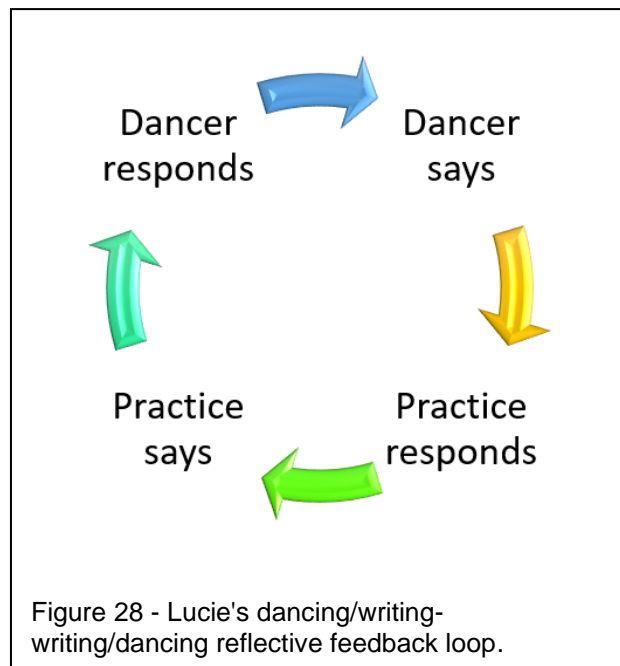 Dancer
responds
Dancer
says
Practice
says
Practice
responds
Figure 28 - Lucie's dancing/writing-
writing/dancing reflective feedback loop.